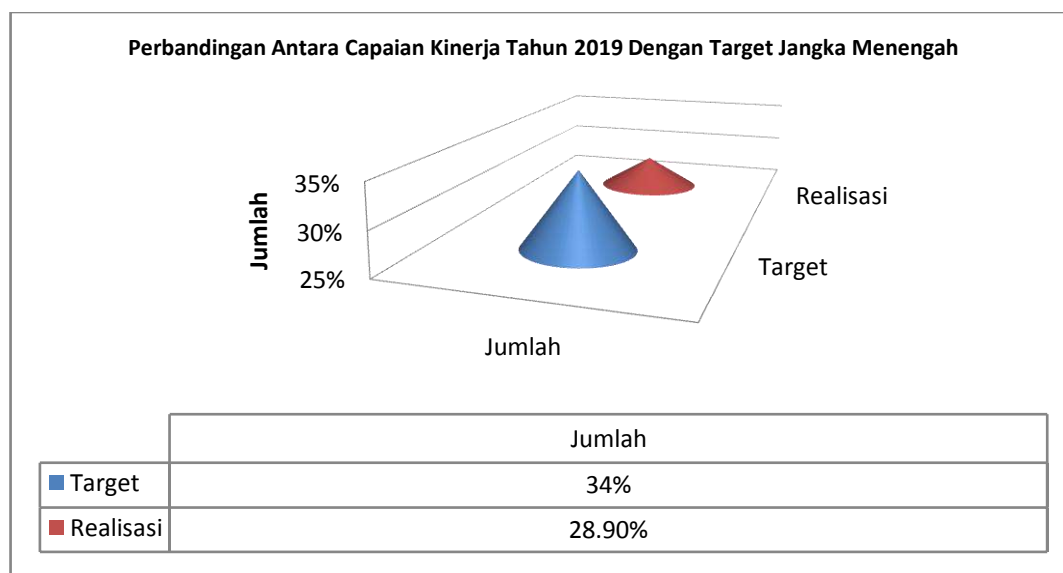 Perbandingan Antara Capaian Kinerja Tahun 2019 Dengan Target Jangka Menengah
35%
30%
25%
Jumlah
Realisasi
Target
Jumlah
Jumlah
Target 34%
Realisasi 28.90%